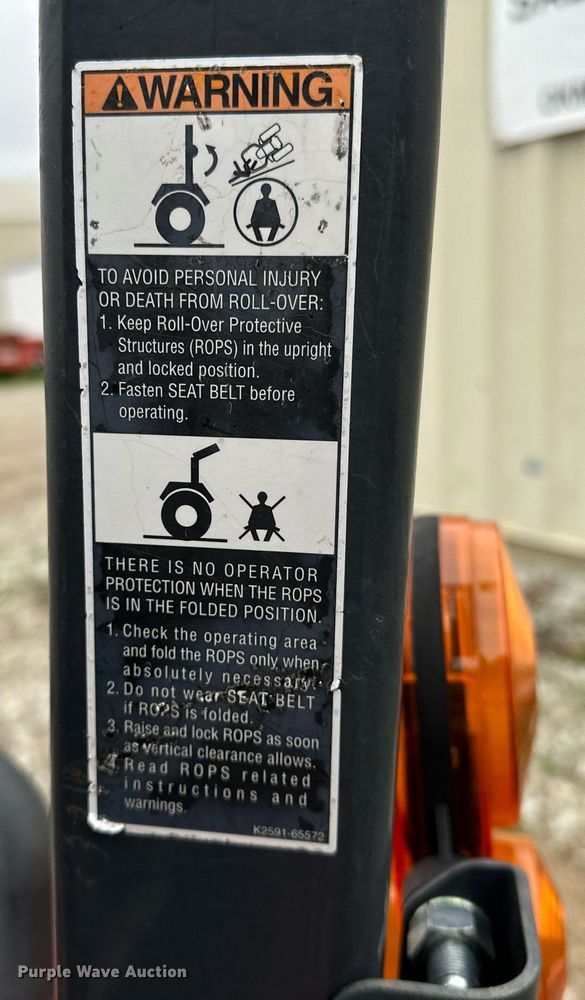 WARNING
TO AVOID PERSONAL INJURY
OR DEATH FROM ROLL-OVER:
1. Keep Roll-Over Protective
Structures (ROPS) in the upright
and locked position.
2. Fasten SEAT BELT before
operating.
THERE IS NO OPERATOR
PROTECTION WHEN THE ROPS
IS IN THE FOLDED POSITION.
1. Check the operating area
and fold the ROPS only when
absolutely necessary.
2. Do not wear SEAT BELT
if ROPS is folded.
3. Raise and lock ROPS as soon
as vertical clearance allows.
4. Read ROPS related
instructions and
warnings.
K2591-65572
Purple Wave Auction